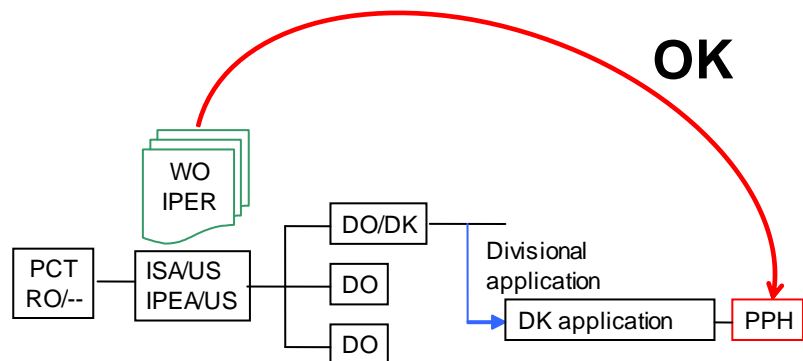 OK
WO
IPER
DO/DK
Divisional
application
PCT
RO/--
ISA/US
IPEA/US
DO
DK application
PPH
DO